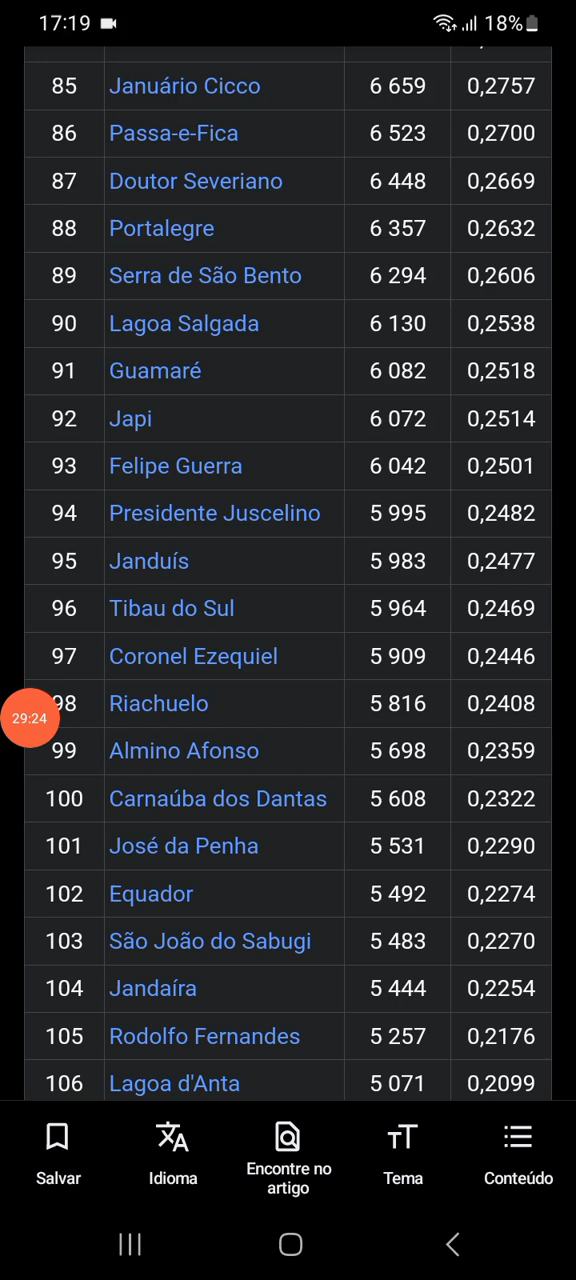 17:19 18%
85 Januário Cicco 6 659 0,2757
86 Passa-e-Fica 6 523 0,2700
87 Doutor Severiano 6 448 0,2669
88 Portalegre 6 357 0,2632
89 Serra de São Bento 6 294 0,2606
90 Lagoa Salgada 6 130 0,2538
91 Guamaré 6 082 0,2518
92 Japi 6 072 0,2514
93 Felipe Guerra 6 042 0,2501
94 Presidente Juscelino 5 995 0,2482
95 Janduís 5 983 0,2477
96 Tibau do Sul 5 964 0,2469
97 Coronel Ezequiel 5 909 0,2446
98 Riachuelo 5 816 0,2408
29:24
99 Almino Afonso 5 698 0,2359
100 Carnaúba dos Dantas 5 608 0,2322
101 José da Penha 5 531 0,2290
102 Equador 5 492 0,2274
103 São João do Sabugi 5 483 0,2270
104 Jandaíra 5 444 0,2254
105 Rodolfo Fernandes 5 257 0,2176
106 Lagoa d'Anta 5 071 0,2099
Salvar Idioma Encontre no artigo Tema Conteúdo